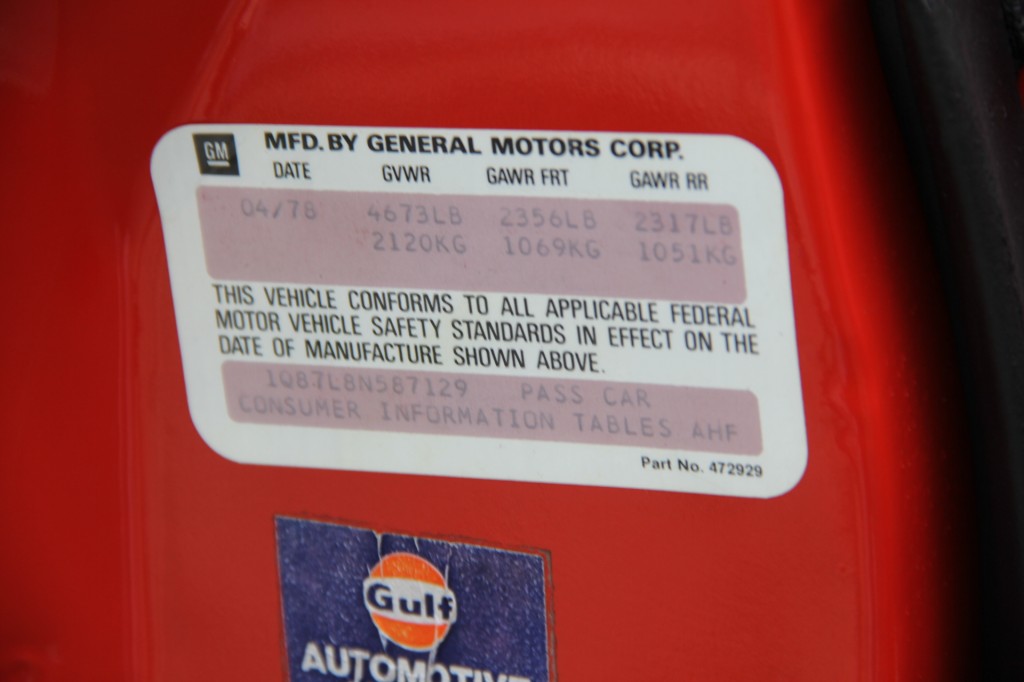 GM MFD. BY GENERAL MOTORS CORP.
DATE GVWR GAWR FRT GAWR RR
04/78 4673LB 2356LB 2317LB
2120KG 1069KG 1051KG
THIS VEHICLE CONFORMS TO ALL APPLICABLE FEDERAL
MOTOR VEHICLE SAFETY STANDARDS IN EFFECT ON THE
DATE OF MANUFACTURE SHOWN ABOVE.
1Q87L8N587129 PASS CAR
CONSUMER INFORMATION TABLES AHF
Part No. 472929
Gulf
AUTOMOTIVE